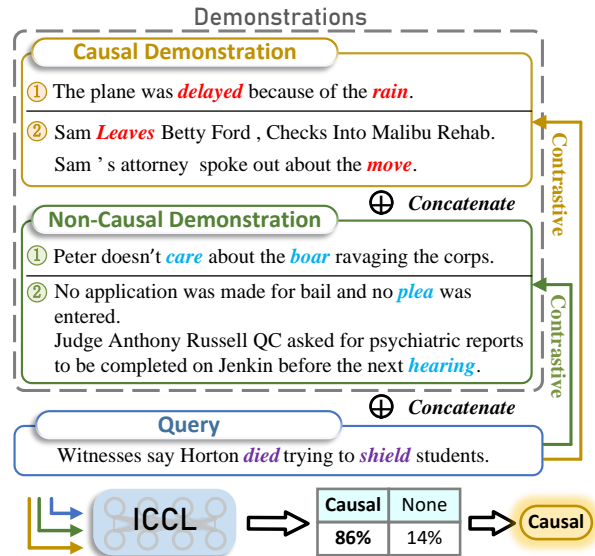 Demonstrations
Causal Demonstration
① The plane was delayed because of the rain.
② Sam Leaves Betty Ford , Checks Into Malibu Rehab.
Sam ' s attorney spoke out about the move.
Contrastive
⊕ Concatenate
Non-Causal Demonstration
① Peter doesn't care about the boar ravaging the corps.
② No application was made for bail and no plea was
entered.
Judge Anthony Russell QC asked for psychiatric reports
to be completed on Jenkin before the next hearing.
Contrastive
⊕ Concatenate
Query
Witnesses say Horton died trying to shield students.
ICCL
Causal None
86% 14%
Causal